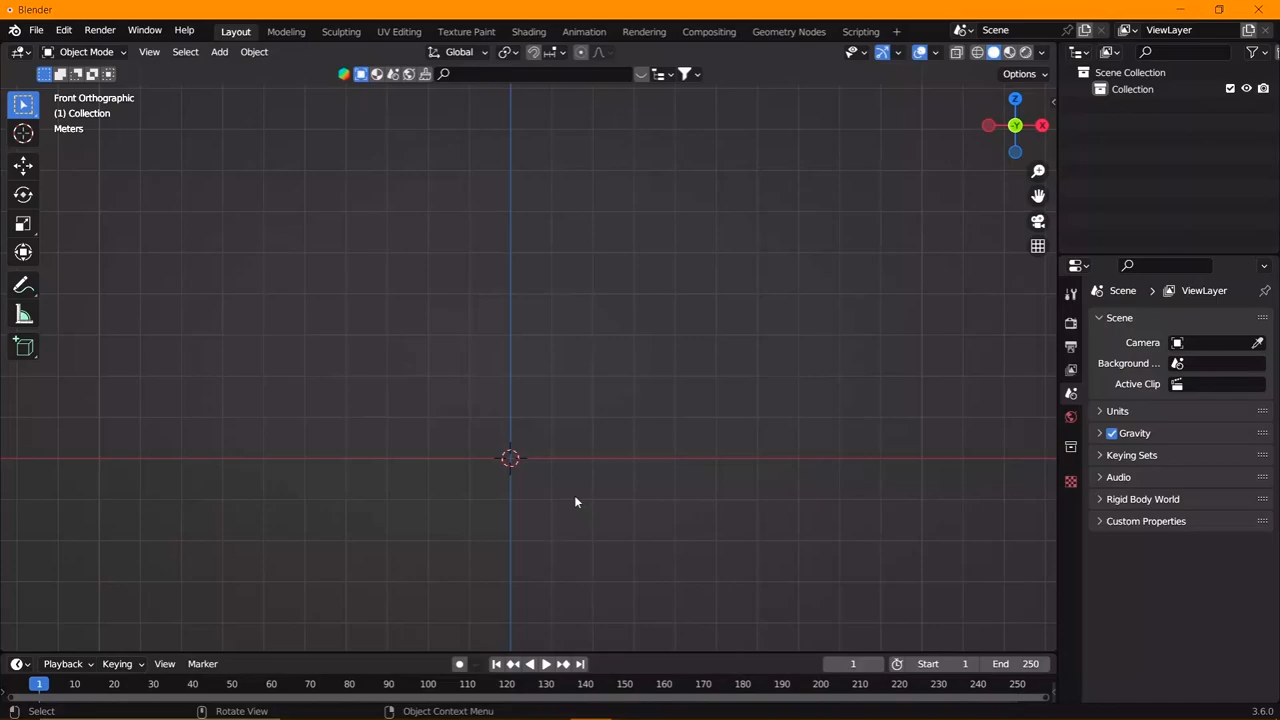 Blender
File Edit Render Window Help Layout Modeling Sculpting UV Editing Texture Paint Shading Animation Rendering Compositing Geometry Nodes Scripting + Scene ViewLayer
Object Mode View Select Add Object Global
Options
Front Orthographic
(1) Collection
Meters
Z
-Y
X
Scene Collection
Collection
Scene > ViewLayer
Scene
Camera
Background ...
Active Clip
Units
Gravity
Keying Sets
Audio
Rigid Body World
Custom Properties
Playback Keying View Marker 1 Start 1 End 250
1 10 20 30 40 50 60 70 80 90 100 110 120 130 140 150 160 170 180 190 200 210 220 230 240 250
Select Rotate View Object Context Menu 3.6.0